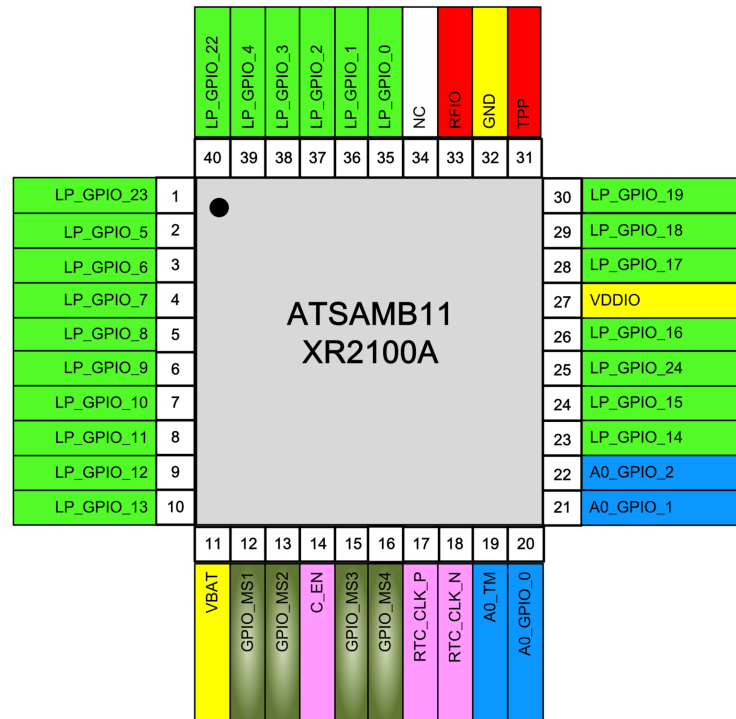 LP_GPIO_22
LP_GPIO_4
LP_GPIO_3
LP_GPIO_2
LP_GPIO_1
LP_GPIO_0
NC
RFIO
GND
TPP
40 39 38 37 36 35 34 33 32 31
LP_GPIO_23 1
LP_GPIO_5 2
LP_GPIO_6 3
LP_GPIO_7 4
LP_GPIO_8 5
LP_GPIO_9 6
LP_GPIO_10 7
LP_GPIO_11 8
LP_GPIO_12 9
LP_GPIO_13 10
ATSAMB11
XR2100A
30 LP_GPIO_19
29 LP_GPIO_18
28 LP_GPIO_17
27 VDDIO
26 LP_GPIO_16
25 LP_GPIO_24
24 LP_GPIO_15
23 LP_GPIO_14
22 A0_GPIO_2
21 A0_GPIO_1
11 12 13 14 15 16 17 18 19 20
VBAT
GPIO_MS1
GPIO_MS2
C_EN
GPIO_MS3
GPIO_MS4
RTC_CLK_P
RTC_CLK_N
A0_TM
A0_GPIO_0